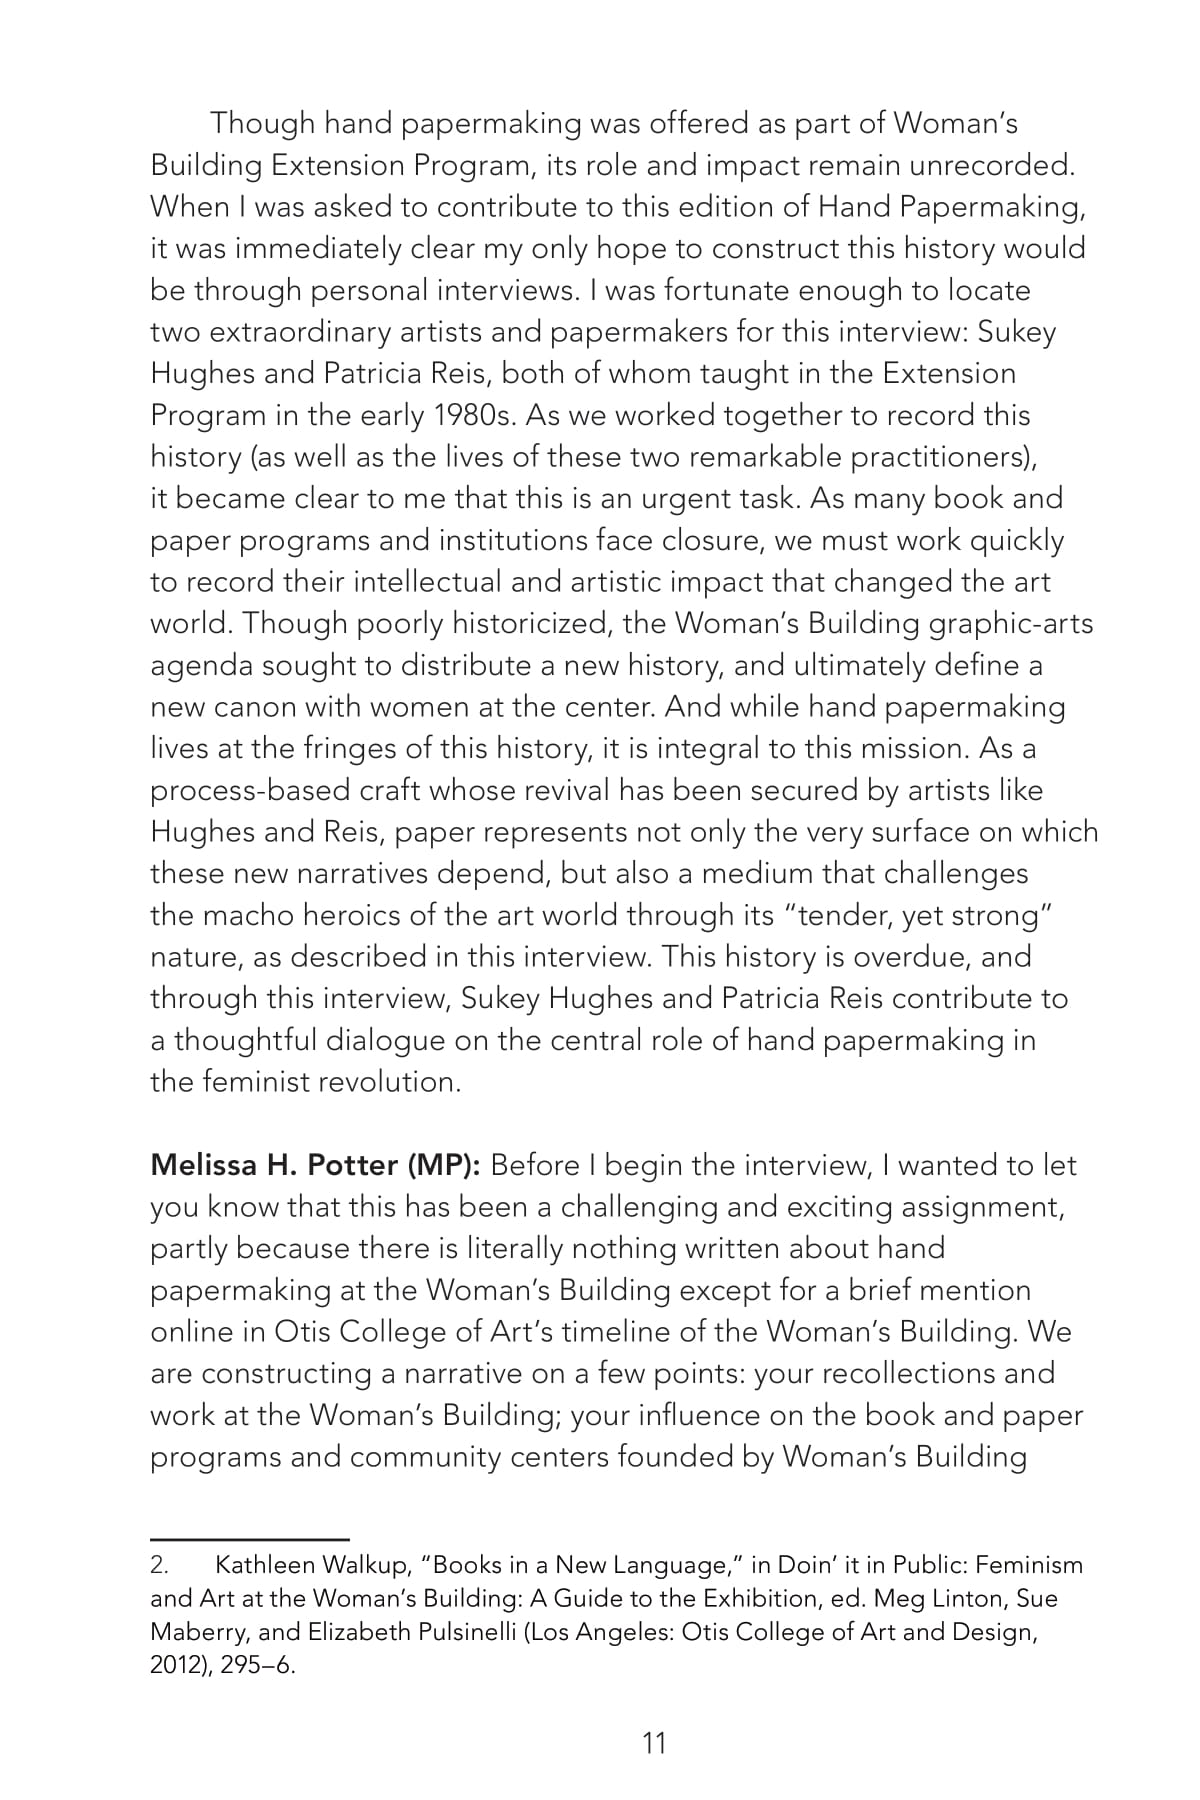 Though hand papermaking was offered as part of Woman’s
Building Extension Program, its role and impact remain unrecorded.
When I was asked to contribute to this edition of Hand Papermaking,
it was immediately clear my only hope to construct this history would
be through personal interviews. I was fortunate enough to locate
two extraordinary artists and papermakers for this interview: Sukey
Hughes and Patricia Reis, both of whom taught in the Extension
Program in the early 1980s. As we worked together to record this
history (as well as the lives of these two remarkable practitioners),
it became clear to me that this is an urgent task. As many book and
paper programs and institutions face closure, we must work quickly
to record their intellectual and artistic impact that changed the art
world. Though poorly historicized, the Woman’s Building graphic-arts
agenda sought to distribute a new history, and ultimately define a
new canon with women at the center. And while hand papermaking
lives at the fringes of this history, it is integral to this mission. As a
process-based craft whose revival has been secured by artists like
Hughes and Reis, paper represents not only the very surface on which
these new narratives depend, but also a medium that challenges
the macho heroics of the art world through its “tender, yet strong”
nature, as described in this interview. This history is overdue, and
through this interview, Sukey Hughes and Patricia Reis contribute to
a thoughtful dialogue on the central role of hand papermaking in
the feminist revolution.
Melissa H. Potter (MP): Before I begin the interview, I wanted to let
you know that this has been a challenging and exciting assignment,
partly because there is literally nothing written about hand
papermaking at the Woman’s Building except for a brief mention
online in Otis College of Art’s timeline of the Woman’s Building. We
are constructing a narrative on a few points: your recollections and
work at the Woman’s Building; your influence on the book and paper
programs and community centers founded by Woman’s Building
2. Kathleen Walkup, “Books in a New Language,” in Doin’ it in Public: Feminism
and Art at the Woman’s Building: A Guide to the Exhibition, ed. Meg Linton, Sue
Maberry, and Elizabeth Pulsinelli (Los Angeles: Otis College of Art and Design,
2012), 295–6.
11